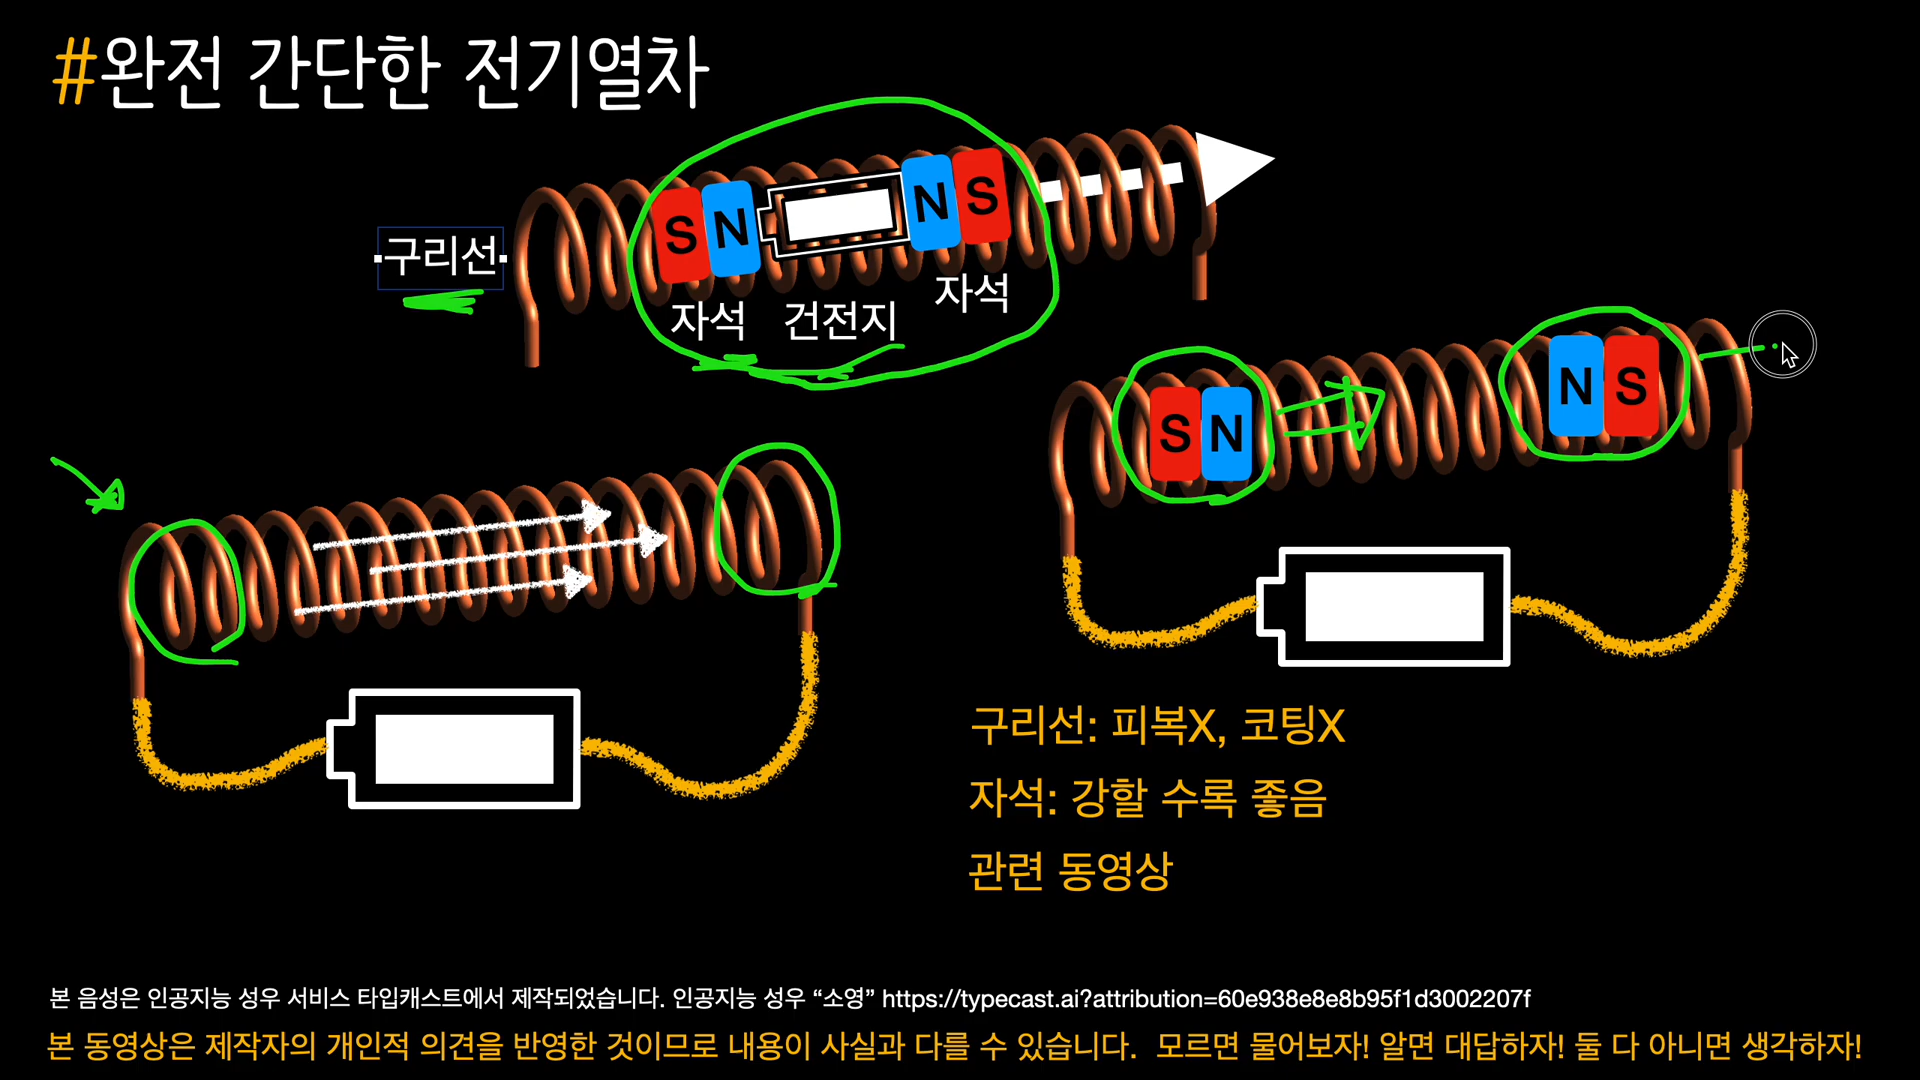 #완전 간단한 전기열차
구리선
S N N S
자석 건전지 자석
S N N S
구리선: 피복X, 코팅X
자석: 강할 수록 좋음
관련 동영상
본 음성은 인공지능 성우 서비스 타입캐스트에서 제작되었습니다. 인공지능 성우 “소영” https://typecast.ai?attribution=60e938e8e8b95f1d3002207f
본 동영상은 제작자의 개인적 의견을 반영한 것이므로 내용이 사실과 다를 수 있습니다. 모르면 물어보자! 알면 대답하자! 둘 다 아니면 생각하자!